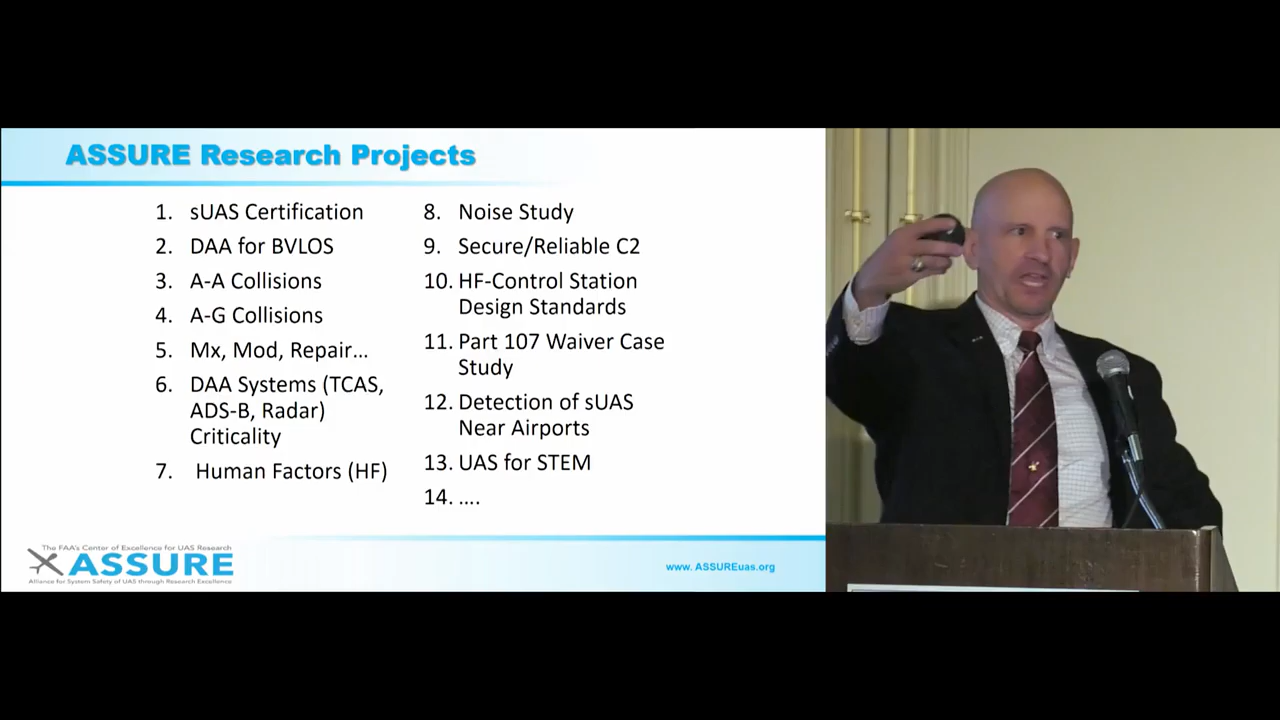 ASSURE Research Projects
1. sUAS Certification
2. DAA for BVLOS
3. A-A Collisions
4. A-G Collisions
5. Mx, Mod, Repair…
6. DAA Systems (TCAS,
ADS-B, Radar)
Criticality
7. Human Factors (HF)
8. Noise Study
9. Secure/Reliable C2
10. HF-Control Station
Design Standards
11. Part 107 Waiver Case
Study
12. Detection of sUAS
Near Airports
13. UAS for STEM
14. ….
The FAA's Center of Excellence for UAS Research
ASSURE
Alliance for System Safety of UAS through Research Excellence
www. ASSUREuas.org